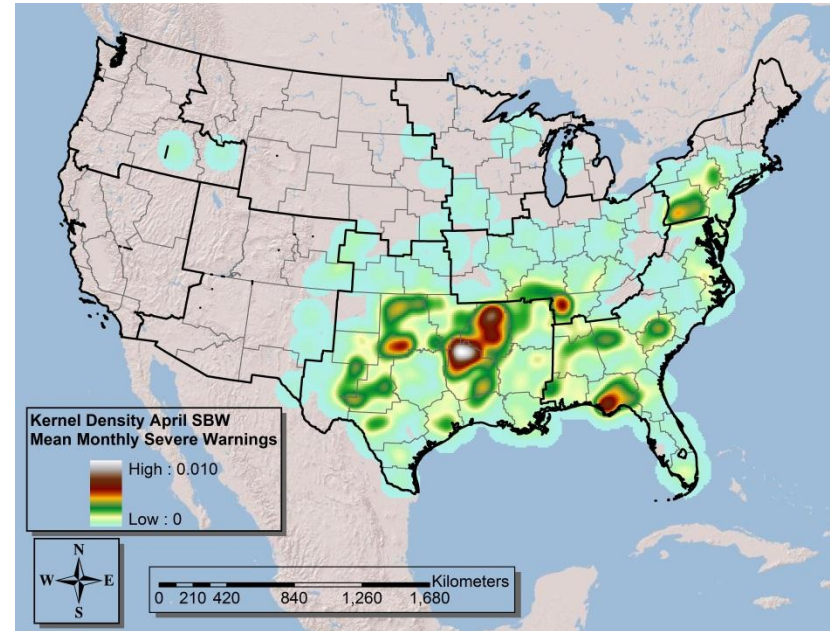 Kernel Density April SBW
Mean Monthly Severe Warnings
High : 0.010
Low : 0
N
W E
S
Kilometers
0 210 420 840 1,260 1,680